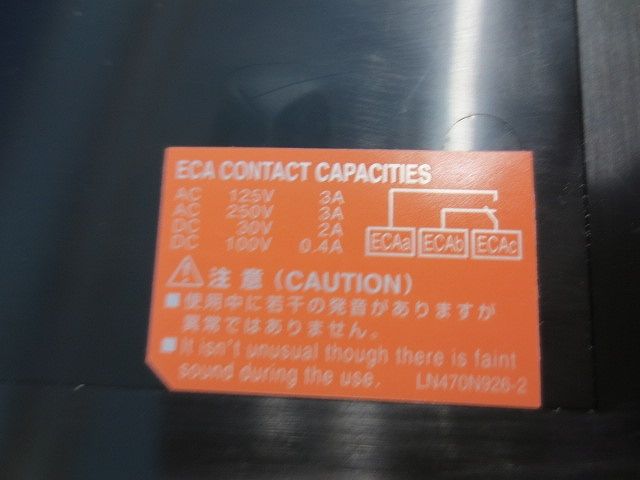 ECA CONTACT CAPACITIES
AC 125V 3A
AC 250V 3A
DC 30V 2A
DC 100V 0.4A
ECAa ECAb ECAc
注意 (CAUTION)
■使用中に若干の発音がありますが
異常ではありません。
■It isn't unusual though there is faint
sound during the use. LN470N926-2